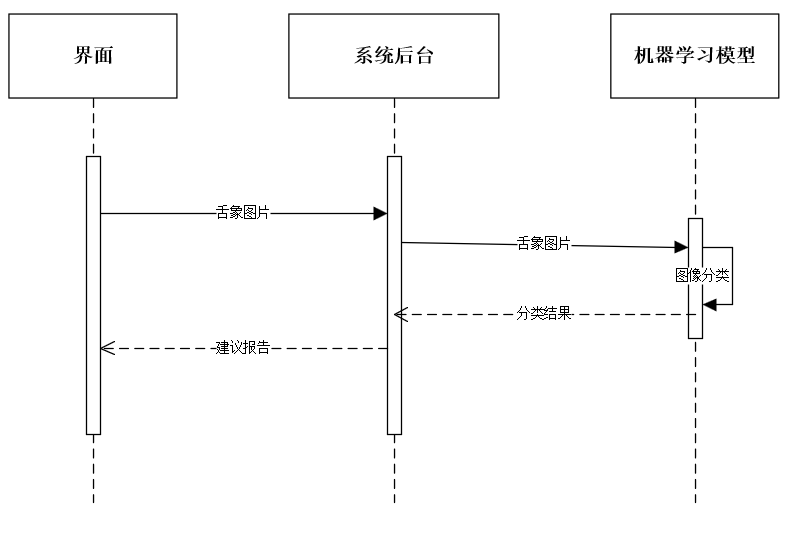 界面
系统后台
机器学习模型
舌象图片
舌象图片
图像分类
分类结果
建议报告